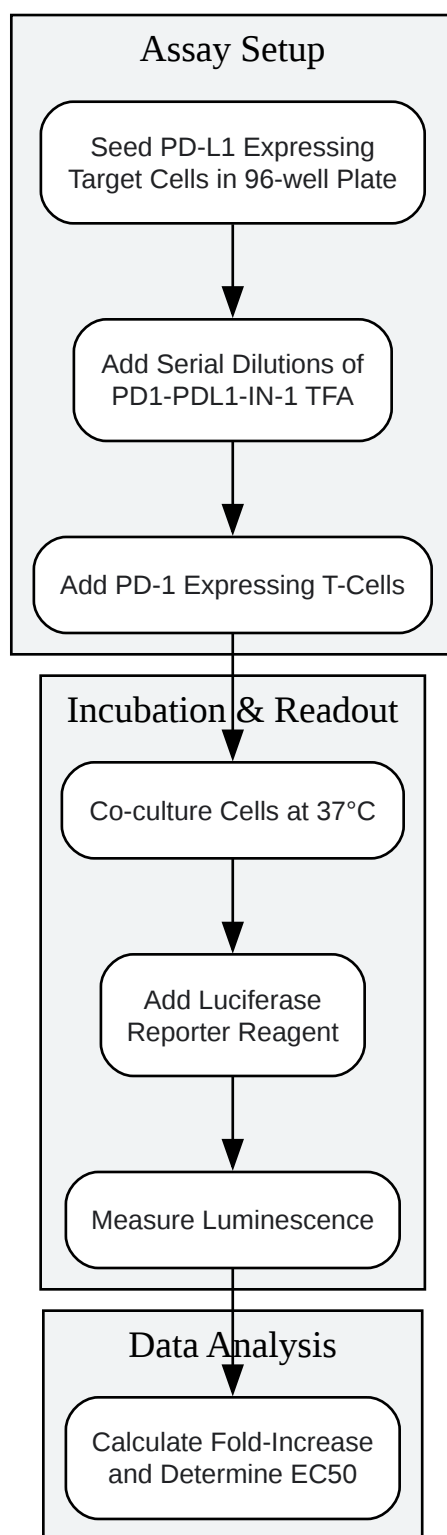 Assay Setup
Seed PD-L1 Expressing
Target Cells in 96-well Plate
Add Serial Dilutions of
PD1-PDL1-IN-1 TFA
Add PD-1 Expressing T-Cells
Incubation & Readout
Co-culture Cells at 37°C
Add Luciferase
Reporter Reagent
Measure Luminescence
Data Analysis
Calculate Fold-Increase
and Determine EC50